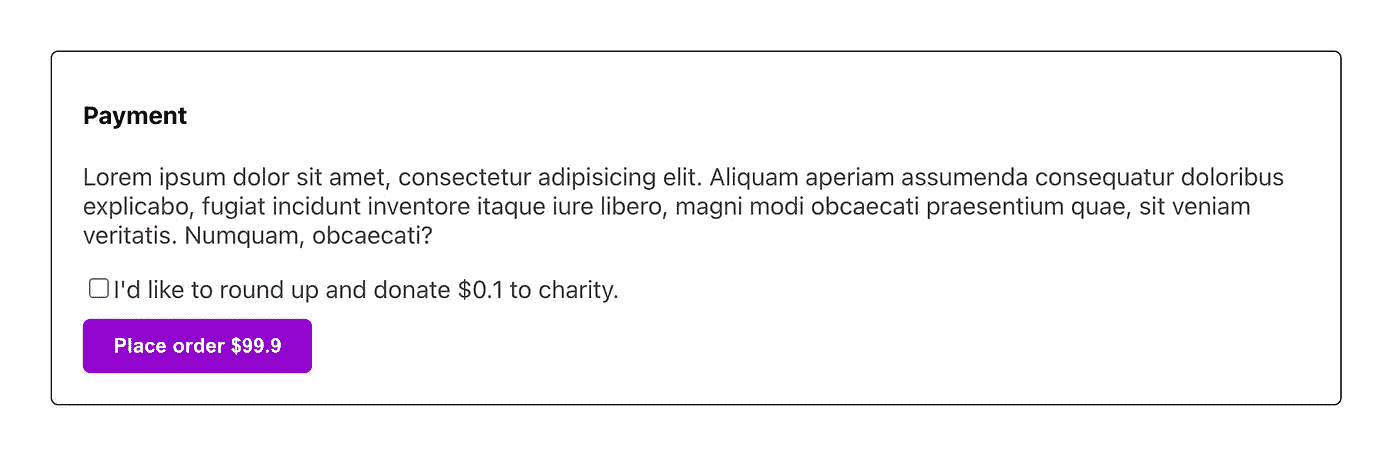 Payment
Lorem ipsum dolor sit amet, consectetur adipisicing elit. Aliquam aperiam assumenda consequatur doloribus
explicabo, fugiat incidunt inventore itaque iure libero, magni modi obcaecati praesentium quae, sit veniam
veritatis. Numquam, obcaecati?
I'd like to round up and donate $0.1 to charity.
Place order $99.9